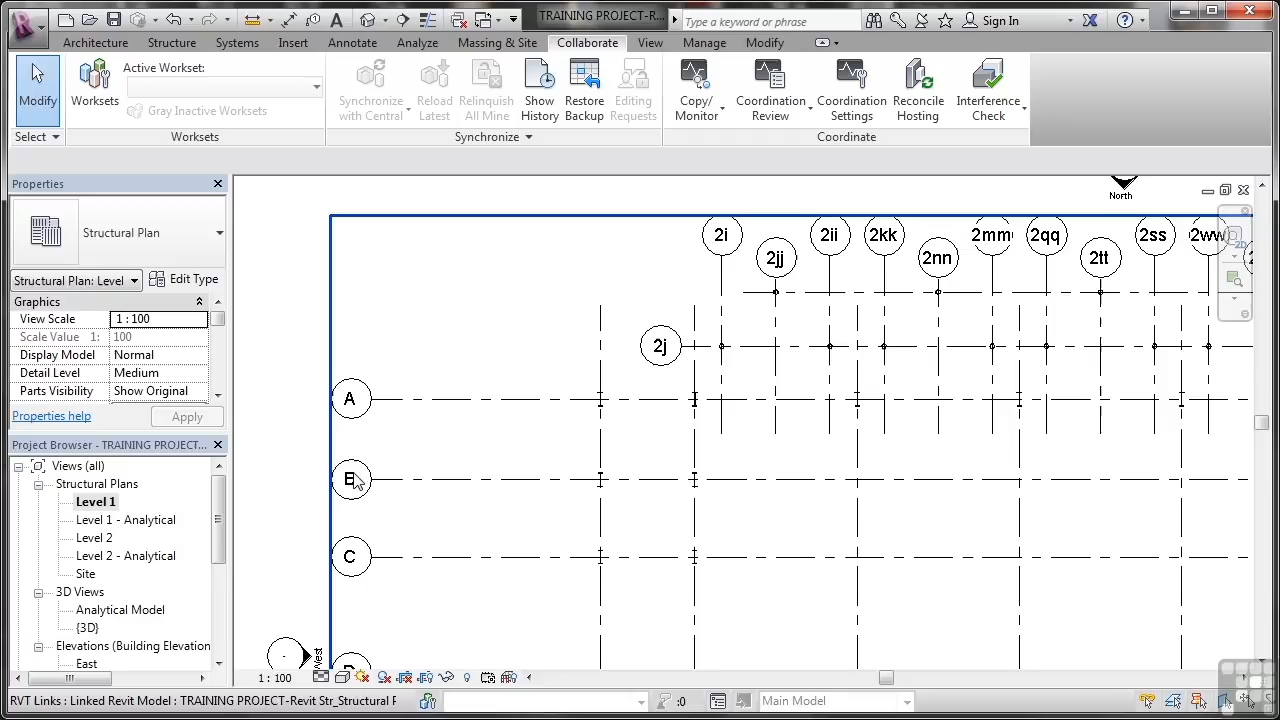 TRAINING PROJECT-R...
Type a keyword or phrase
Sign In
Architecture Structure Systems Insert Annotate Analyze Massing & Site Collaborate View Manage Modify
Modify
Select
Worksets
Active Workset:
Gray Inactive Worksets
Worksets
Synchronize
with Central
Reload
Latest
Relinquish
All Mine
Show
History
Restore
Backup
Editing
Requests
Synchronize
Copy/
Monitor
Coordination
Review
Coordination
Settings
Reconcile
Hosting
Interference
Check
Coordinate
Properties
Structural Plan
Structural Plan: Level
Edit Type
Graphics
View Scale 1 : 100
Scale Value 1: 100
Display Model Normal
Detail Level Medium
Parts Visibility Show Original
Properties help
Apply
Project Browser - TRAINING PROJECT...
Views (all)
Structural Plans
Level 1
Level 1 - Analytical
Level 2
Level 2 - Analytical
Site
3D Views
Analytical Model
{3D}
Elevations (Building Elevation
East
North
2i 2ii 2kk 2mm 2qq 2ss 2ww
2jj 2nn 2tt
2j
A
B
C
D
-
West
2D
1 : 100
RVT Links : Linked Revit Model : TRAINING PROJECT-Revit Str_Structural F
:0
Main Model